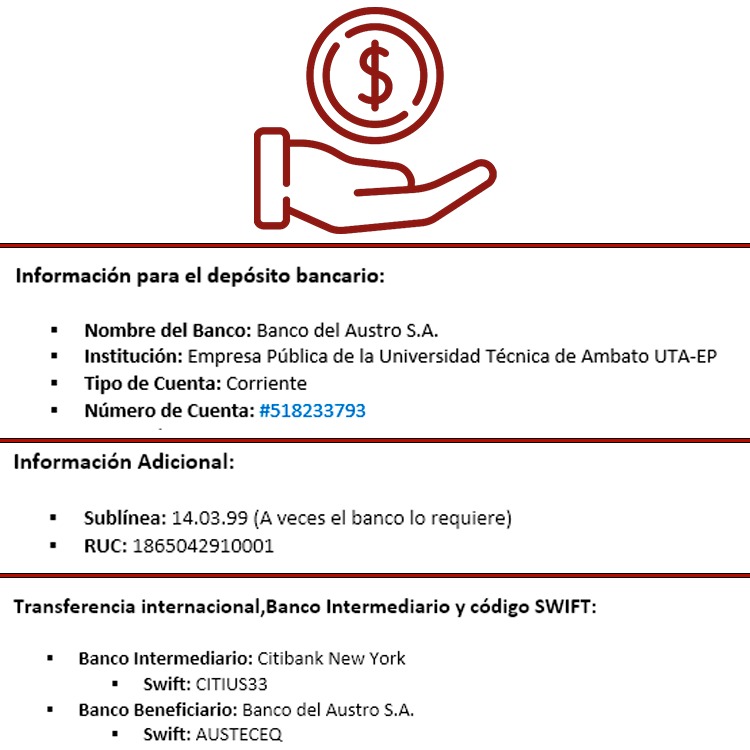 $
Información para el depósito bancario:
▪ Nombre del Banco: Banco del Austro S.A.
▪ Institución: Empresa Pública de la Universidad Técnica de Ambato UTA-EP
▪ Tipo de Cuenta: Corriente
▪ Número de Cuenta: #518233793
Información Adicional:
▪ Sublínea: 14.03.99 (A veces el banco lo requiere)
▪ RUC: 1865042910001
Transferencia internacional,Banco Intermediario y código SWIFT:
▪ Banco Intermediario: Citibank New York
▪ Swift: CITIUS33
▪ Banco Beneficiario: Banco del Austro S.A.
▪ Swift: AUSTECEQ